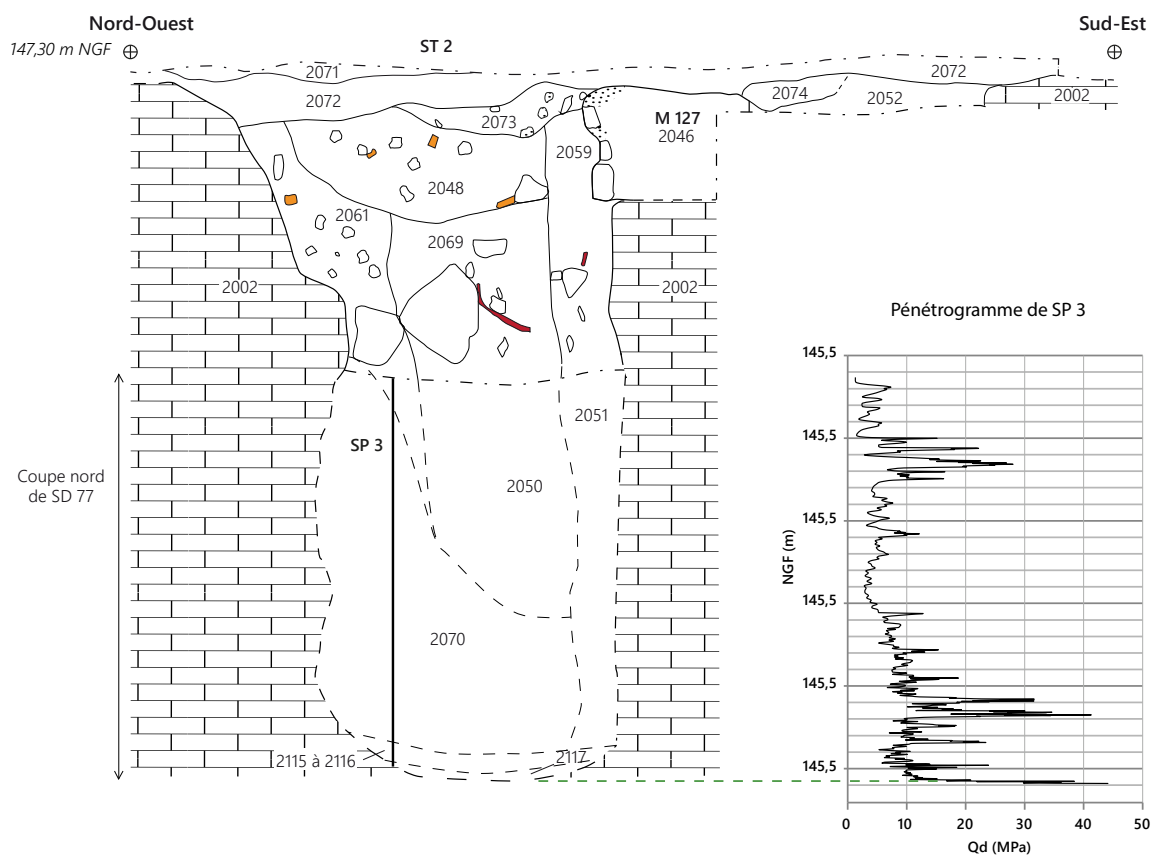 Nord-Ouest
Sud-Est
147,30 m NGF
ST 2
2071
2072
2072
2074
2052
2002
2073
M 127
2046
2059
2048
2061
2069
2002
2002
Pénétrogramme de SP 3
145,5
2051
SP 3
145,5
Coupe nord
de SD 77
2050
145,5
NGF (m)
145,5
2070
145,5
2115 à 2116
2117
145,5
0 10 20 30 40 50
Qd (MPa)